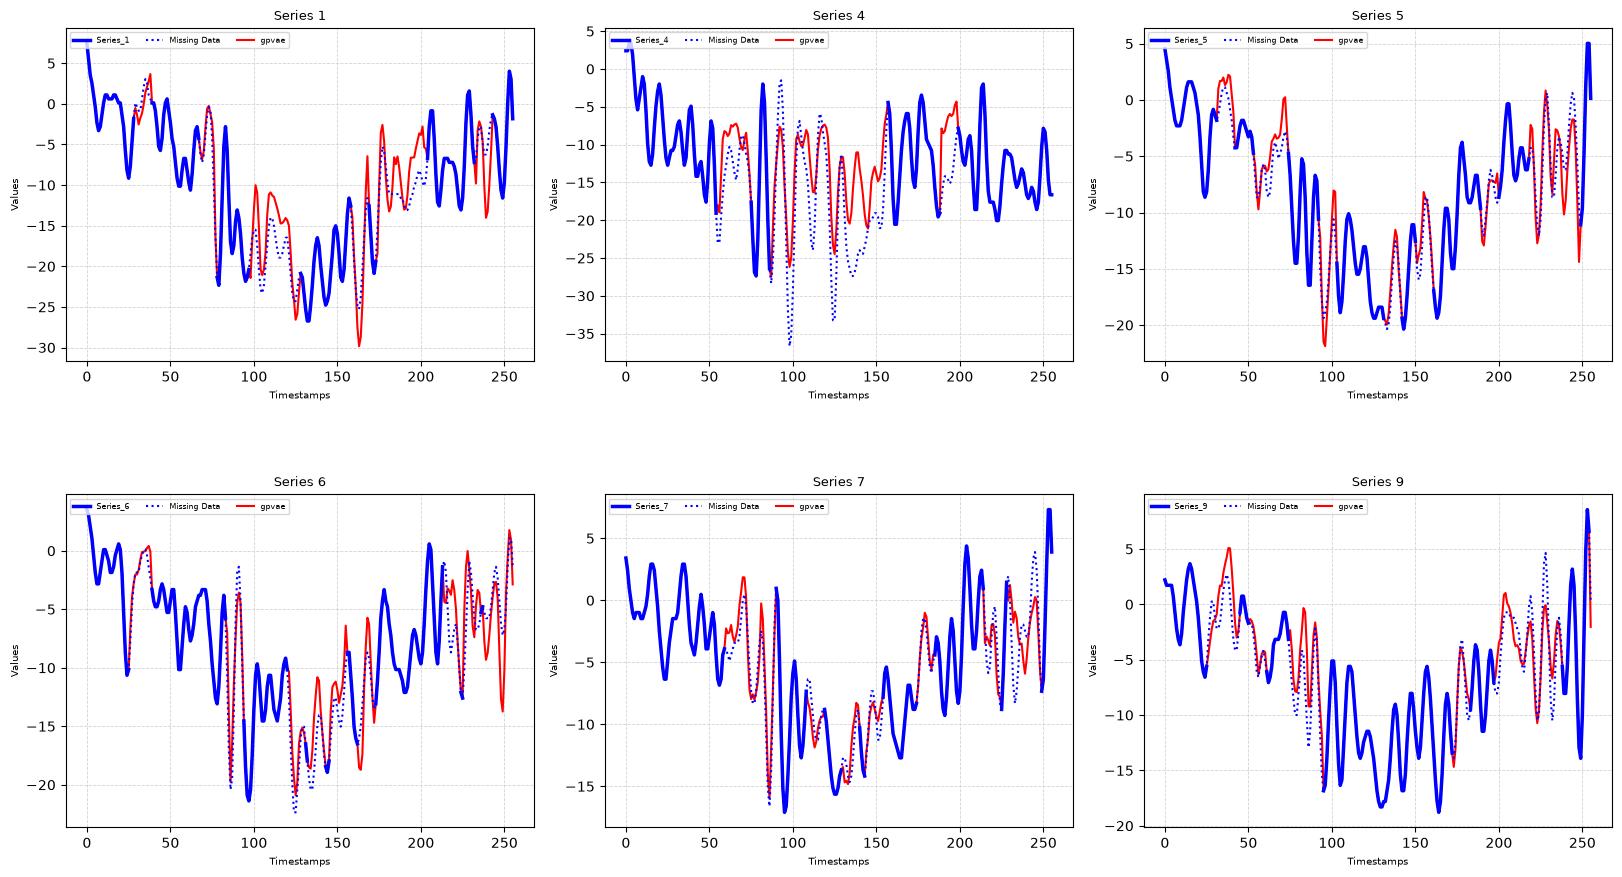 Series 1
Series_1 Missing Data gpvae
Values
5
0
−5
−10
−15
−20
−25
−30
0 50 100 150 200 250
Timestamps
Series 4
Series_4 Missing Data gpvae
Values
5
0
−5
−10
−15
−20
−25
−30
−35
0 50 100 150 200 250
Timestamps
Series 5
Series_5 Missing Data gpvae
Values
5
0
−5
−10
−15
−20
0 50 100 150 200 250
Timestamps
Series 6
Series_6 Missing Data gpvae
Values
0
−5
−10
−15
−20
0 50 100 150 200 250
Timestamps
Series 7
Series_7 Missing Data gpvae
Values
5
0
−5
−10
−15
0 50 100 150 200 250
Timestamps
Series 9
Series_9 Missing Data gpvae
Values
5
0
−5
−10
−15
−20
0 50 100 150 200 250
Timestamps